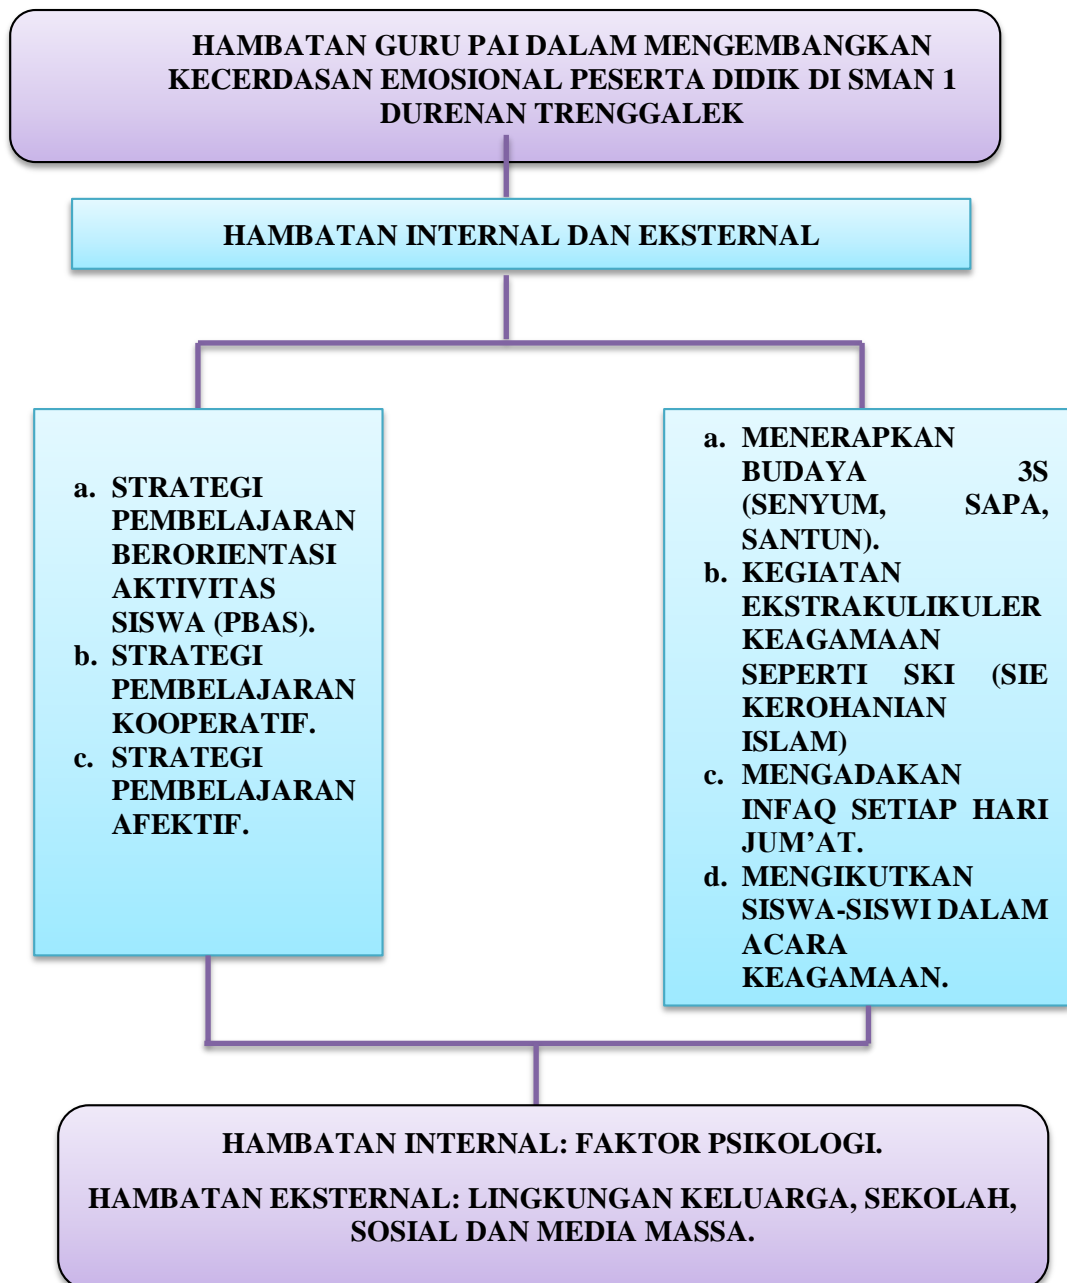 HAMBATAN GURU PAI DALAM MENGEMBANGKAN
KECERDASAN EMOSIONAL PESERTA DIDIK DI SMAN 1
DURENAN TRENGGALEK
HAMBATAN INTERNAL DAN EKSTERNAL
a. STRATEGI
PEMBELAJARAN
BERORIENTASI
AKTIVITAS
SISWA (PBAS).
b. STRATEGI
PEMBELAJARAN
KOOPERATIF.
c. STRATEGI
PEMBELAJARAN
AFEKTIF.
a. MENERAPKAN
BUDAYA 3S
(SENYUM, SAPA,
SANTUN).
b. KEGIATAN
EKSTRAKULIKULER
KEAGAMAAN
SEPERTI SKI (SIE
KEROHANIAN
ISLAM)
c. MENGADAKAN
INFAQ SETIAP HARI
JUM’AT.
d. MENGIKUTKAN
SISWA-SISWI DALAM
ACARA
KEAGAMAAN.
HAMBATAN INTERNAL: FAKTOR PSIKOLOGI.
HAMBATAN EKSTERNAL: LINGKUNGAN KELUARGA, SEKOLAH,
SOSIAL DAN MEDIA MASSA.